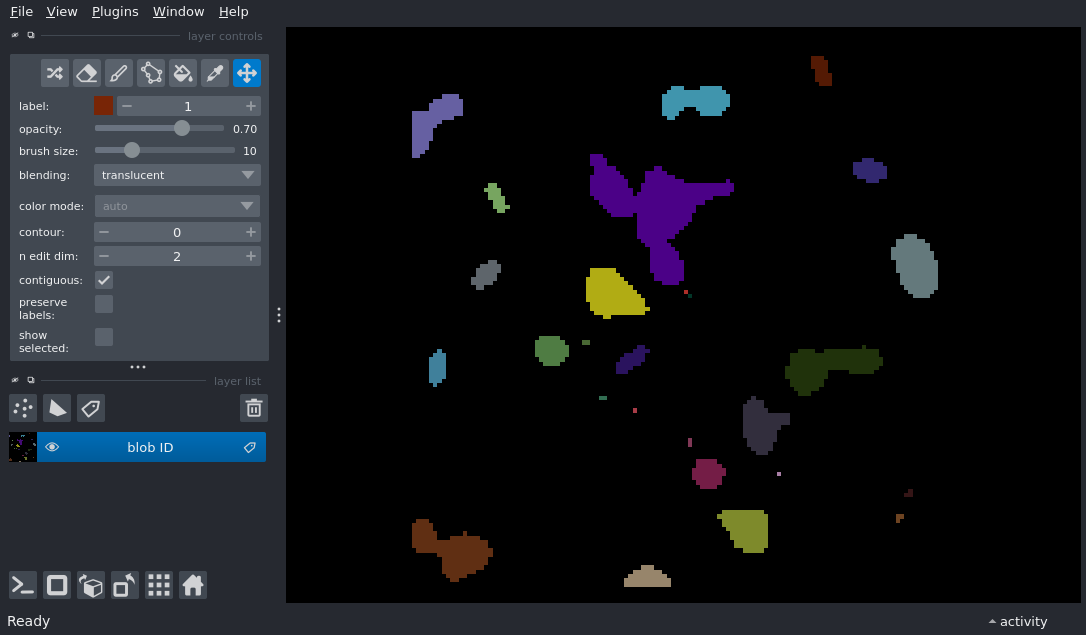 File View Plugins Window Help
layer controls
label: 1
opacity: 0.70
brush size: 10
blending: translucent
color mode: auto
contour: 0
n edit dim: 2
contiguous:
preserve
labels:
show
selected:
layer list
blob ID
Ready
activity